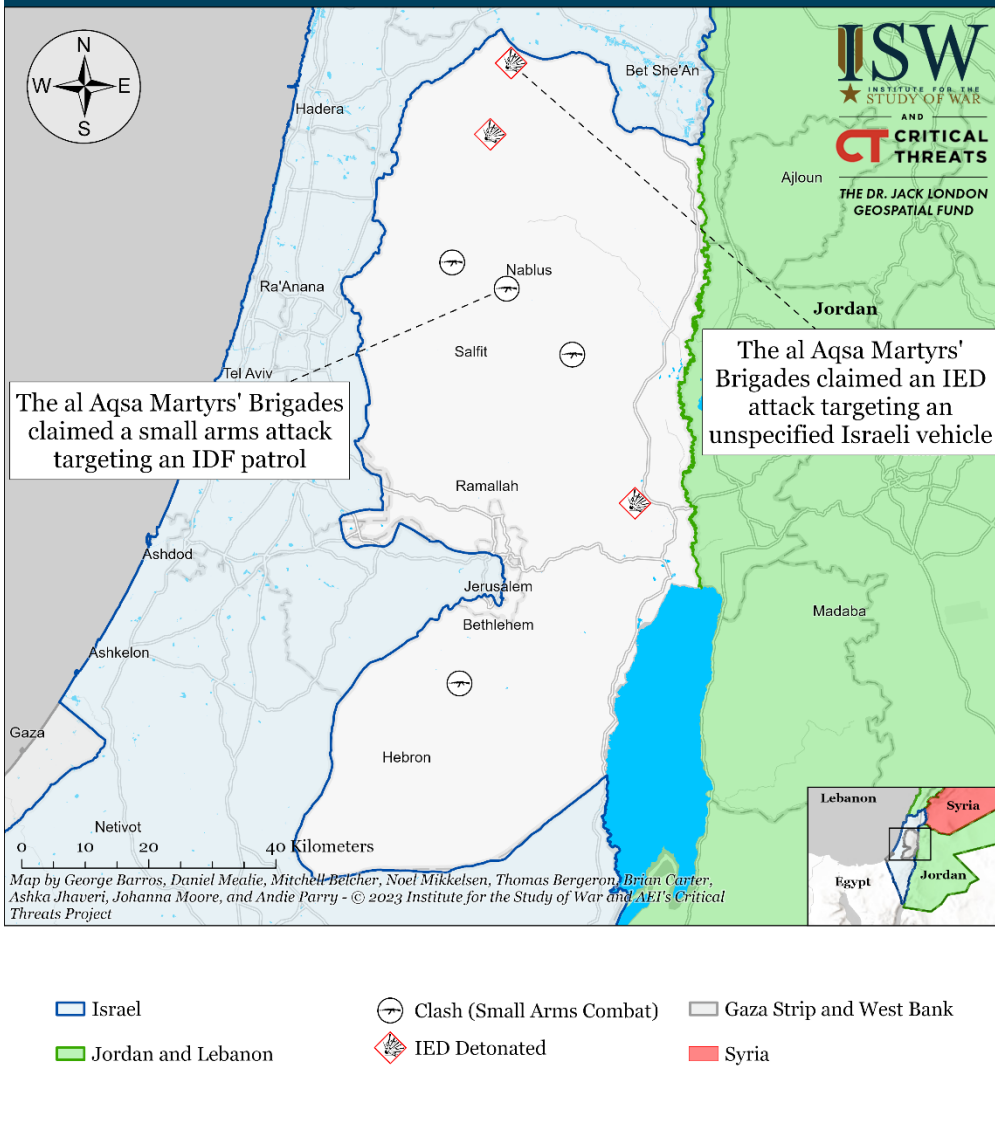 N
W
E
S
ISW
INSTITUTE FOR THE
STUDY OF WAR
AND
CT CRITICAL
THREATS
THE DR. JACK LONDON
GEOSPATIAL FUND
Bet She'An
Hadera
Ajloun
Nablus
Ra'Anana
Jordan
Salfit
Tel Aviv
The al Aqsa Martyrs'
Brigades claimed an IED
attack targeting an
unspecified Israeli vehicle
The al Aqsa Martyrs' Brigades
claimed a small arms attack
targeting an IDF patrol
Ramallah
Ashdod
Jerusalem
Madaba
Bethlehem
Ashkelon
Gaza
Hebron
Netivot
0 10 20 40 Kilometers
Map by George Barros, Daniel Mealie, Mitchell Belcher, Noel Mikkelsen, Thomas Bergeron, Brian Carter,
Ashka Jhaveri, Johanna Moore, and Andie Parry - © 2023 Institute for the Study of War and AEI's Critical
Threats Project
Lebanon
Syria
Egypt
Jordan
Israel
Clash (Small Arms Combat)
Gaza Strip and West Bank
Jordan and Lebanon
IED Detonated
Syria